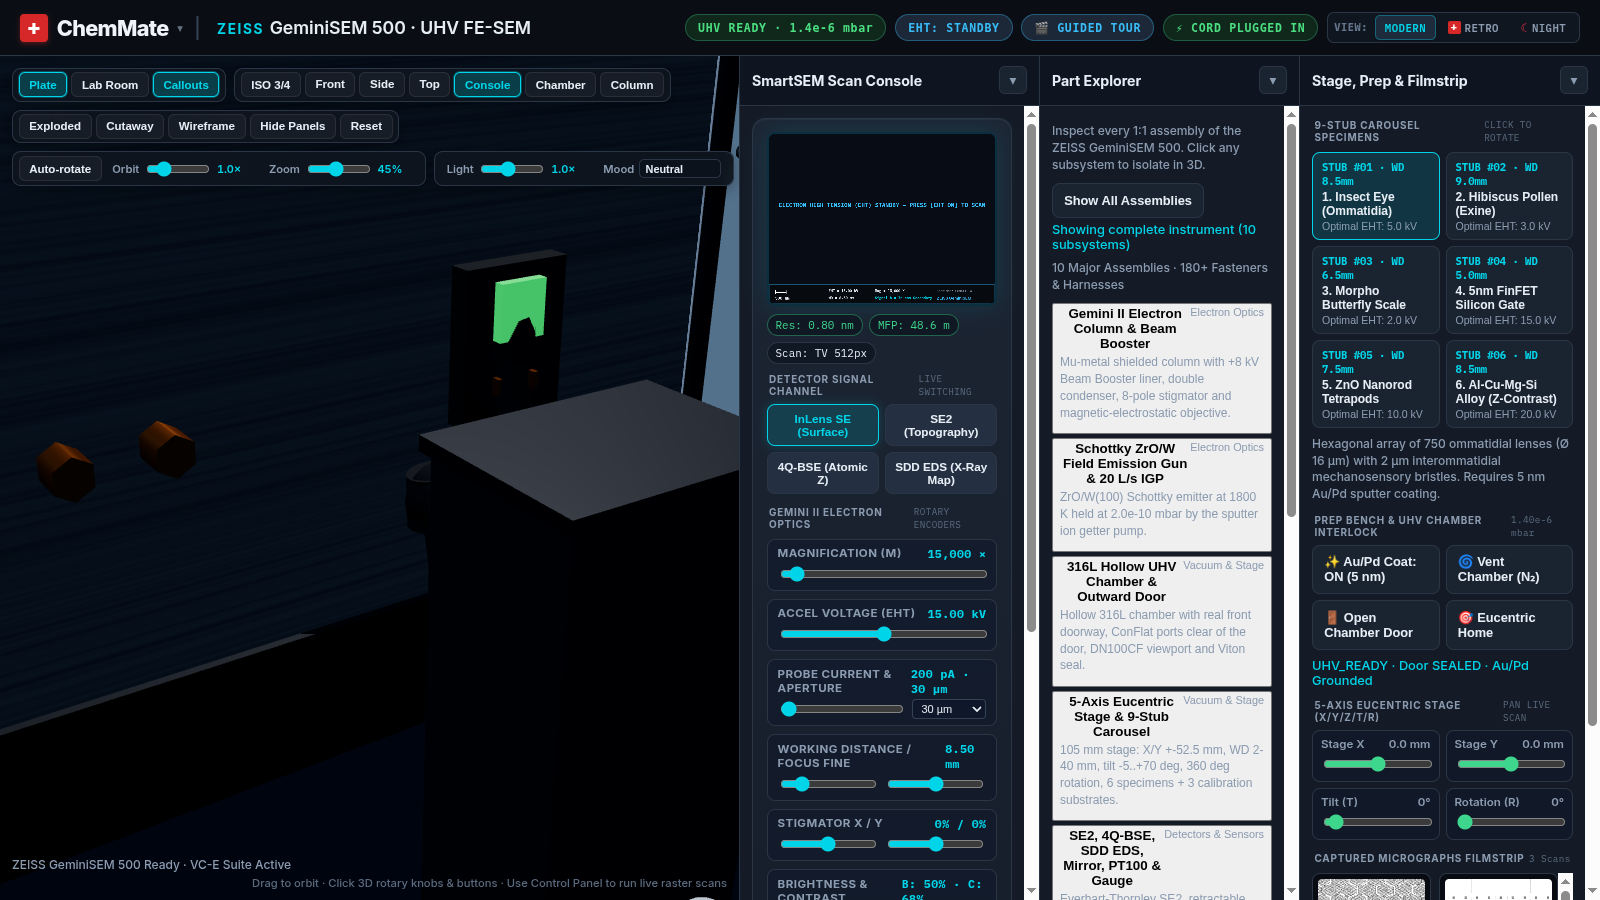 ChemMate
ZEISS GeminiSEM 500 · UHV FE-SEM
UHV READY · 1.4e-6 mbar
EHT: STANDBY
GUIDED TOUR
CORD PLUGGED IN
VIEW: MODERN RETRO NIGHT
Plate Lab Room Callouts
ISO 3/4 Front Side Top Console Chamber Column
Exploded Cutaway Wireframe Hide Panels Reset
Auto-rotate Orbit 1.0× Zoom 45%
Light 1.0× Mood Neutral
ZEISS GeminiSEM 500 Ready · VC-E Suite Active
Drag to orbit · Click 3D rotary knobs & buttons · Use Control Panel to run live raster scans
SmartSEM Scan Console
ELECTRON HIGH TENSION (EHT) STANDBY — PRESS [EHT ON] TO SCAN
Res: 0.80 nm
MFP: 48.6 m
Scan: TV 512px
DETECTOR SIGNAL
CHANNEL
LIVE
SWITCHING
InLens SE
(Surface)
SE2
(Topography)
4Q-BSE (Atomic
Z)
SDD EDS (X-Ray
Map)
GEMINI II ELECTRON
OPTICS
ROTARY
ENCODERS
MAGNIFICATION (M) 15,000 ×
ACCEL VOLTAGE (EHT) 15.00 kV
PROBE CURRENT &
APERTURE
200 pA ·
30 µm
30 µm
WORKING DISTANCE /
FOCUS FINE
8.50
mm
STIGMATOR X / Y 0% / 0%
BRIGHTNESS &
CONTRAST
B: 50% · C:
68%
Part Explorer
Inspect every 1:1 assembly of the
ZEISS GeminiSEM 500. Click any
subsystem to isolate in 3D.
Show All Assemblies
Showing complete instrument (10
subsystems)
10 Major Assemblies · 180+ Fasteners
& Harnesses
Gemini II Electron
Column & Beam
Booster
Electron Optics
Mu-metal shielded column with +8 kV
Beam Booster liner, double
condenser, 8-pole stigmator and
magnetic-electrostatic objective.
Schottky ZrO/W
Field Emission Gun
& 20 L/s IGP
Electron Optics
ZrO/W(100) Schottky emitter at 1800
K held at 2.0e-10 mbar by the sputter
ion getter pump.
316L Hollow UHV
Chamber &
Outward Door
Vacuum & Stage
Hollow 316L chamber with real front
doorway, ConFlat ports clear of the
door, DN100CF viewport and Viton
seal.
5-Axis Eucentric
Stage & 9-Stub
Carousel
Vacuum & Stage
105 mm stage: X/Y +-52.5 mm, WD 2-
40 mm, tilt -5..+70 deg, 360 deg
rotation, 6 specimens + 3 calibration
substrates.
SE2, 4Q-BSE,
SDD EDS,
Mirror, PT100 &
Gauge
Detectors & Sensors
Everhart-Thornley SE2, retractable
Stage, Prep & Filmstrip
9-STUB CAROUSEL
SPECIMENS
CLICK TO
ROTATE
STUB #01 · WD
8.5mm
1. Insect Eye
(Ommatidia)
Optimal EHT: 5.0 kV
STUB #02 · WD
9.0mm
2. Hibiscus Pollen
(Exine)
Optimal EHT: 3.0 kV
STUB #03 · WD
6.5mm
3. Morpho
Butterfly Scale
Optimal EHT: 2.0 kV
STUB #04 · WD
5.0mm
4. 5nm FinFET
Silicon Gate
Optimal EHT: 15.0 kV
STUB #05 · WD
7.5mm
5. ZnO Nanorod
Tetrapods
Optimal EHT: 10.0 kV
STUB #06 · WD
8.5mm
6. Al-Cu-Mg-Si
Alloy (Z-Contrast)
Optimal EHT: 20.0 kV
Hexagonal array of 750 ommatidial lenses (Ø
16 µm) with 2 µm interommatidial
mechanosensory bristles. Requires 5 nm
Au/Pd sputter coating.
PREP BENCH & UHV CHAMBER
INTERLOCK
1.40e-6
mbar
Au/Pd Coat:
ON (5 nm)
Vent
Chamber (N₂)
Open
Chamber Door
Eucentric
Home
UHV_READY · Door SEALED · Au/Pd
Grounded
5-AXIS EUCENTRIC STAGE
(X/Y/Z/T/R)
PAN LIVE
SCAN
Stage X 0.0 mm
Stage Y 0.0 mm
Tilt (T) 0°
Rotation (R) 0°
CAPTURED MICROGRAPHS FILMSTRIP 3 Scans